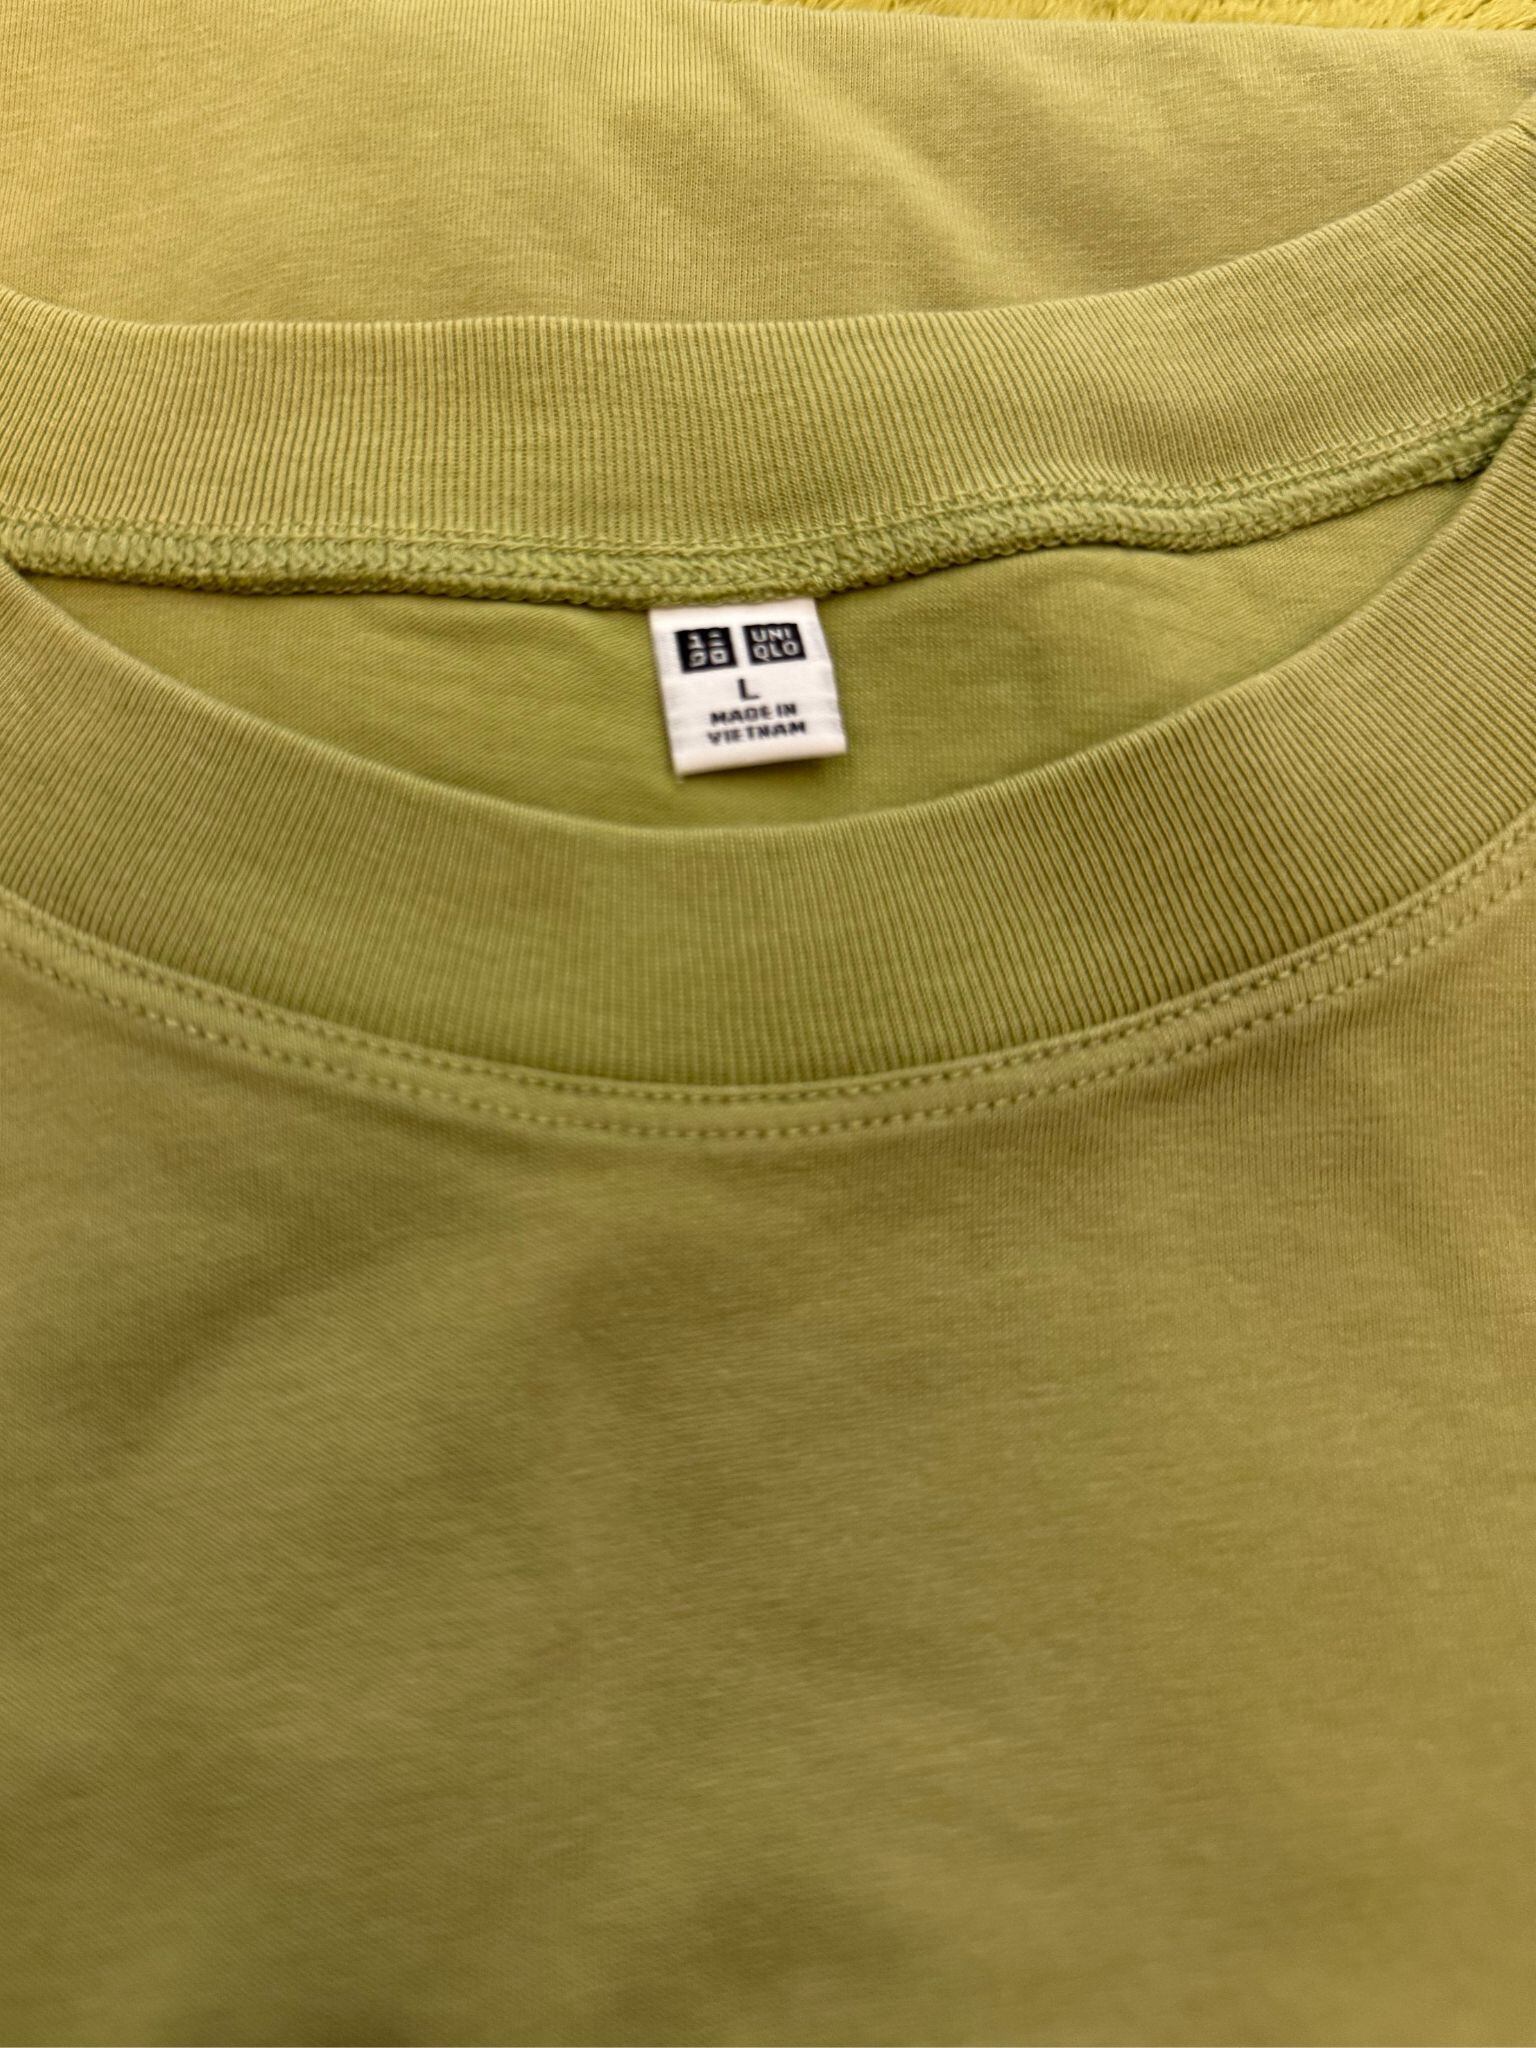 ユニ UNI
クロ QLO
L
MADE IN
VIETNAM